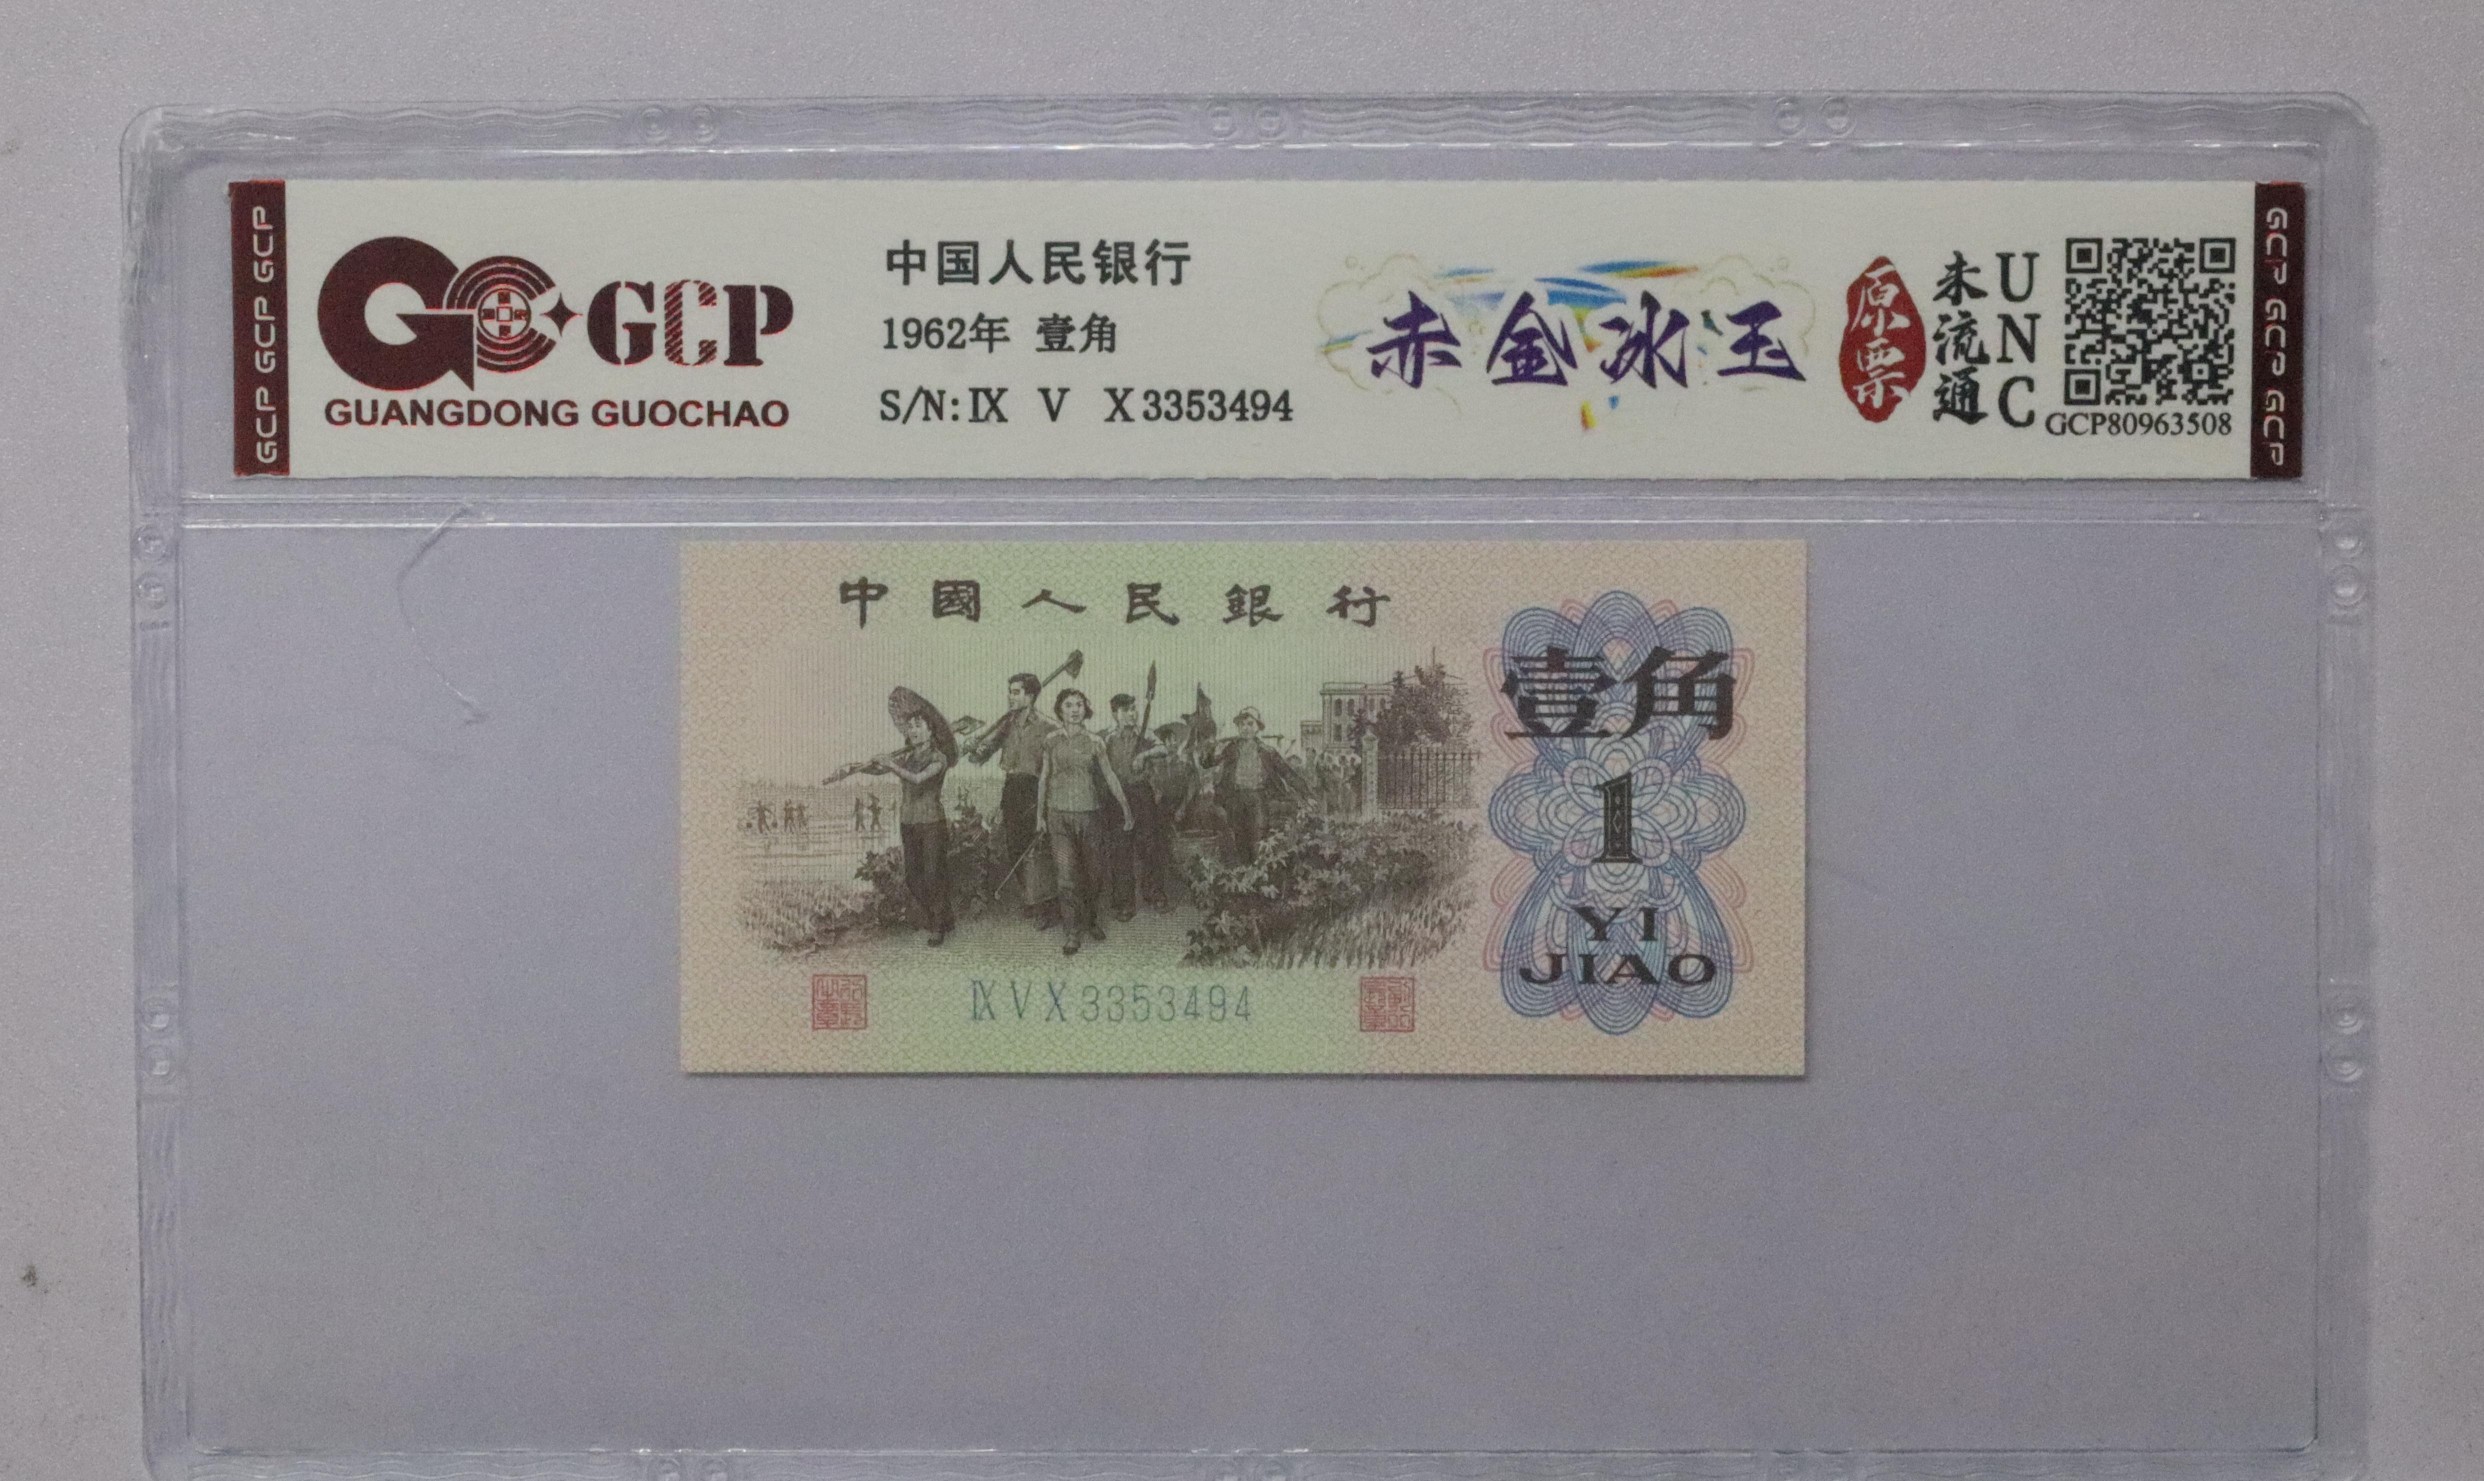 GCP GCP GCP
GCP
GUANGDONG GUOCHAO
中国人民银行
1962年 壹角
S/N: IX V X 3353494
赤金冰玉
原票
未流通
UNC
GCP80963508
GCP GCP GCP
中國人民銀行
壹角
1
YI
JIAO
IX V X 3353494